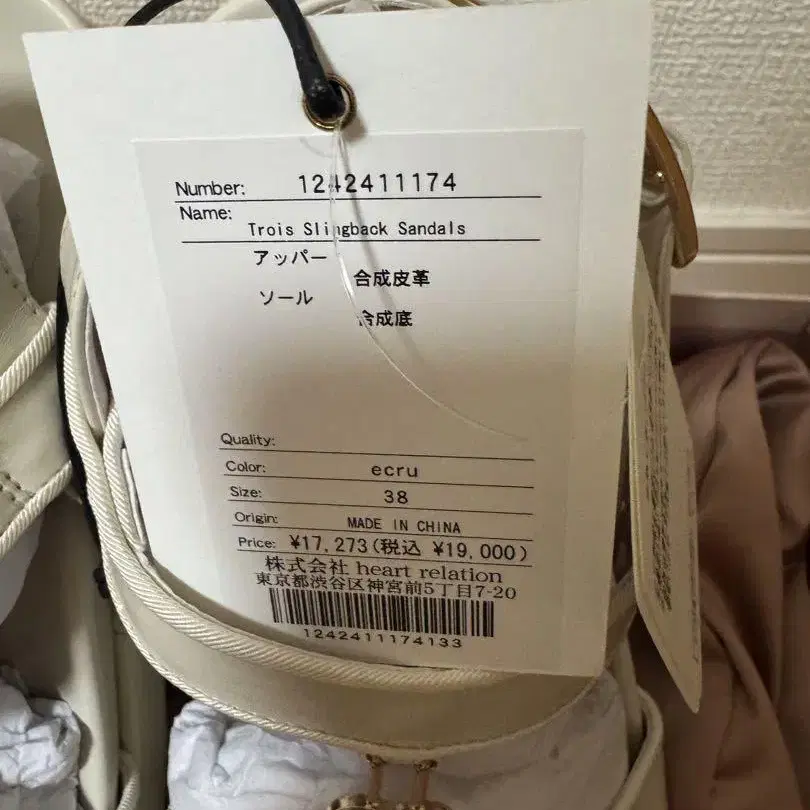 Number: 1242411174
Name:
Trois Slingback Sandals
アッパー
合成皮革
ソール
合成底
Quality:
Color: ecru
Size: 38
Origin: MADE IN CHINA
Price: ¥17,273(税込 ¥19,000)
株式会社 heart relation
東京都渋谷区神宮前5丁目7-20
1242411174133